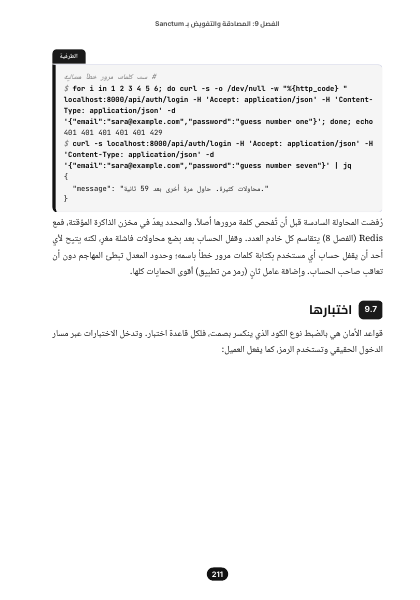 الفصل 9: المصادقة والتفويض بـ Sanctum
الطرفية
# ست كلمات مرور خطأ متتالية
$ for i in 1 2 3 4 5 6; do curl -s -o /dev/null -w "%{http_code} "
localhost:8000/api/auth/login -H 'Accept: application/json' -H 'Content-
Type: application/json' -d
'{"email":"sara@example.com","password":"guess number one"}'; done; echo
401 401 401 401 401 429
$ curl -s localhost:8000/api/auth/login -H 'Accept: application/json' -H
'Content-Type: application/json' -d
'{"email":"sara@example.com","password":"guess number seven"}' | jq
{
"message": "محاولات كثيرة. حاول مرة أخرى بعد 59 ثانية."
}
رُفضت المحاولة السادسة قبل أن تُفحص كلمة مرورها أصلاً. والمحدد يعدّ في مخزن الذاكرة المؤقتة، فمع
Redis (الفصل 8) يتقاسم كل خادم العدد. وقفل الحساب بعد بضع محاولات فاشلة مغرٍ، لكنه يتيح لأي
أحد أن يقفل حساب أي مستخدم بكتابة كلمات مرور خطأ باسمه؛ وحدود المعدل تبطئ المهاجم دون أن
تعاقب صاحب الحساب. وإضافة عامل ثانٍ (رمز من تطبيق) أقوى الحمايات كلها.
9.7 اختبارها
قواعد الأمان هي بالضبط نوع الكود الذي ينكسر بصمت، فلكل قاعدة اختبار. وتدخل الاختبارات عبر مسار
الدخول الحقيقي وتستخدم الرمز، كما يفعل العميل:
211